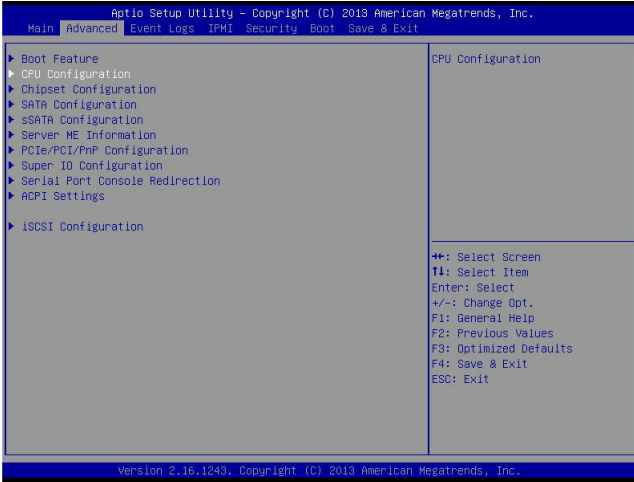 Aptio Setup Utility – Copyright (C) 2013 American Megatrends, Inc.
Main Advanced Event Logs IPMI Security Boot Save & Exit
Boot Feature
CPU Configuration
Chipset Configuration
SATA Configuration
sSATA Configuration
Server ME Information
PCIe/PCI/PnP Configuration
Super IO Configuration
Serial Port Console Redirection
ACPI Settings
iSCSI Configuration
CPU Configuration
→←: Select Screen
↑↓: Select Item
Enter: Select
+/-: Change Opt.
F1: General Help
F2: Previous Values
F3: Optimized Defaults
F4: Save & Exit
ESC: Exit
Version 2.16.1243. Copyright (C) 2013 American Megatrends, Inc.